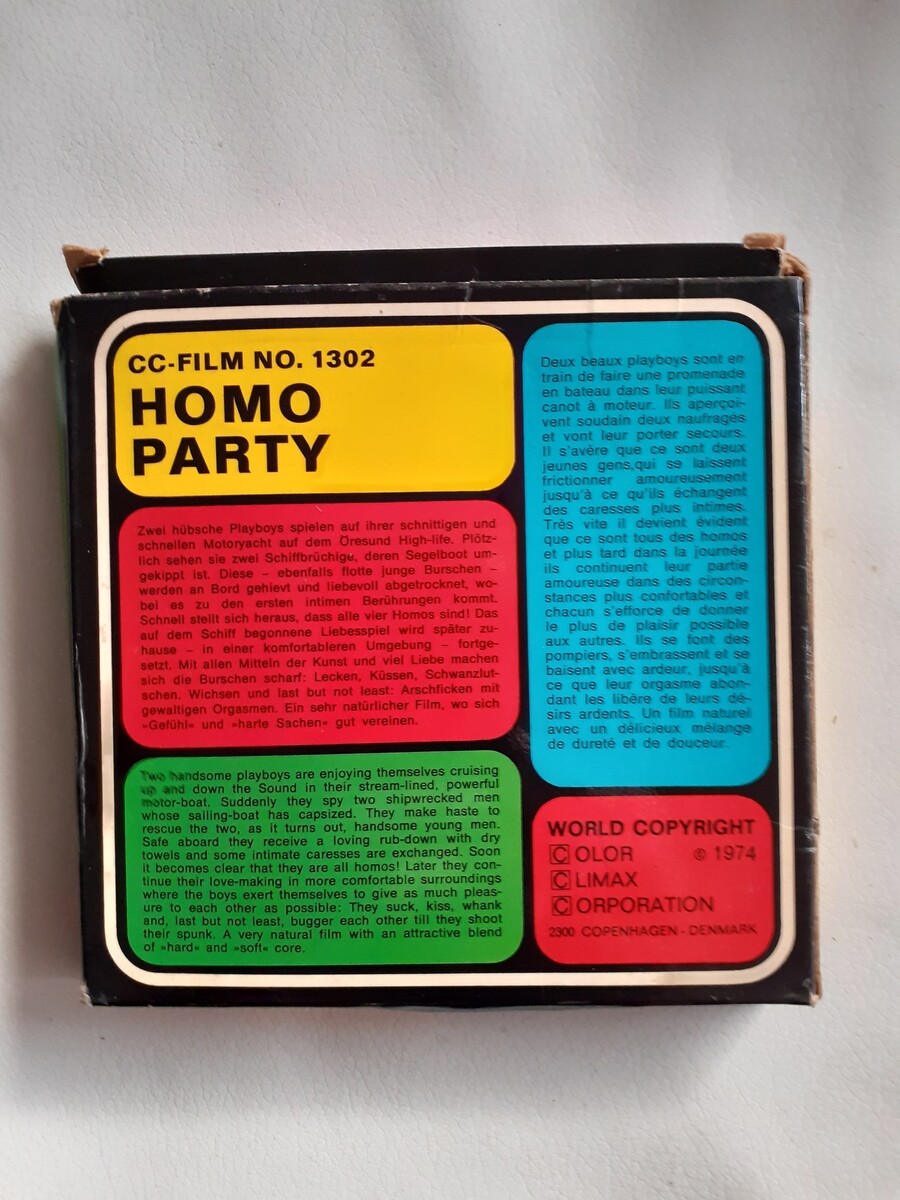 CC-FILM NO. 1302
HOMO
PARTY
Zwei hübsche Playboys spielen auf ihrer schnittigen und
schnellen Motoryacht auf dem Öresund High-life. Plötz-
lich sehen sie zwei Schiffbrüchige, deren Segelboot um-
gekippt ist. Diese – ebenfalls flotte junge Burschen –
werden an Bord gehievt und liebevoll abgetrocknet, wo-
bei es zu den ersten intimen Berührungen kommt.
Schnell stellt sich heraus, dass alle vier Homos sind! Das
auf dem Schiff begonnene Liebesspiel wird später zu-
hause – in einer komfortableren Umgebung – fortge-
setzt. Mit allen Mitteln der Kunst und viel Liebe machen
sich die Burschen scharf: Lecken, Küssen, Schwanzlut-
schen, Wichsen und last but not least: Arschficken mit
gewaltigen Orgasmen. Ein sehr natürlicher Film, wo sich
»Gefühl« und »harte Sachen« gut vereinen.
Two handsome playboys are enjoying themselves cruising
up and down the Sound in their stream-lined, powerful
motor-boat. Suddenly they spy two shipwrecked men
whose sailing-boat has capsized. They make haste to
rescue the two, as it turns out, handsome young men.
Safe aboard they receive a loving rub-down with dry
towels and some intimate caresses are exchanged. Soon
it becomes clear that they are all homos! Later they con-
tinue their love-making in more comfortable surroundings
where the boys exert themselves to give as much pleas-
ure to each other as possible: They suck, kiss, whank
and, last but not least, bugger each other till they shoot
their spunk. A very natural film with an attractive blend
of »hard« and »soft« core.
Deux beaux playboys sont en
train de faire une promenade
en bateau dans leur puissant
canot à moteur. Ils aperçoi-
vent soudain deux naufragés
et vont leur porter secours.
Il s'avère que ce sont deux
jeunes gens,qui se laissent
frictionner amoureusement
jusqu'à ce qu'ils échangent
des caresses plus intimes.
Très vite il devient évident
que ce sont tous des homos
et plus tard dans la journée
ils continuent leur partie
amoureuse dans des circon-
stances plus confortables et
chacun s'efforce de donner
le plus de plaisir possible
aux autres. Ils se font des
pompiers, s'embrassent et se
baisent avec ardeur, jusqu'à
ce que leur orgasme abon-
dant les libère de leurs dé-
sirs ardents. Un film naturel
avec un délicieux mélange
de dureté et de douceur.
WORLD COPYRIGHT
COLOR © 1974
CLIMAX
CORPORATION
2300 COPENHAGEN - DENMARK